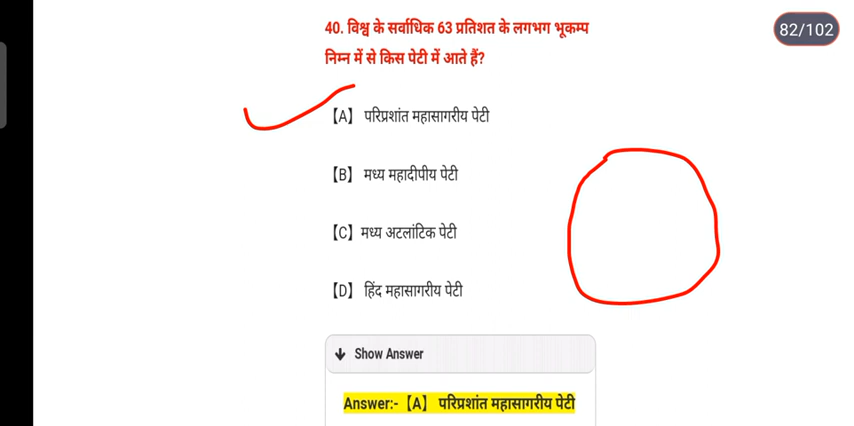 40. विश्व के सर्वाधिक 63 प्रतिशत के लगभग भूकम्प
82/102
निम्न में से किस पेटी में आते हैं?
【A】 परिप्रशांत महासागरीय पेटी
【B】 मध्य महादीपीय पेटी
【C】 मध्य अटलांटिक पेटी
【D】 हिंद महासागरीय पेटी
Show Answer
Answer:- 【A】 परिप्रशांत महासागरीय पेटी